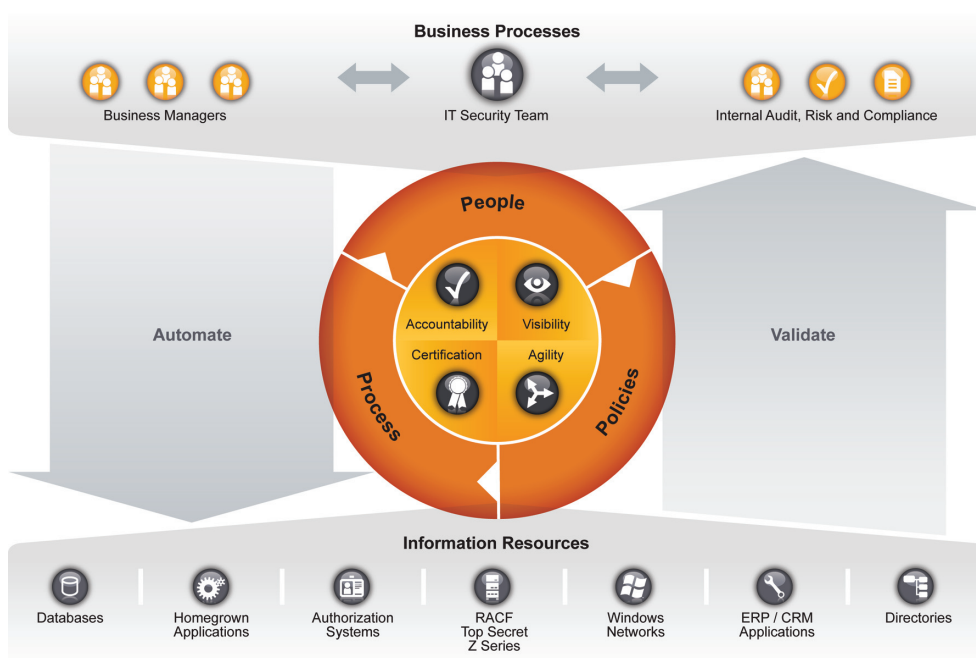 Business Processes
Business Managers
IT Security Team
Internal Audit, Risk and Compliance
People
Accountability
Visibility
Automate
Validate
Certification
Agility
Process
Policies
Information Resources
Databases
Homegrown
Applications
Authorization
Systems
RACF
Top Secret
Z Series
Windows
Networks
ERP / CRM
Applications
Directories